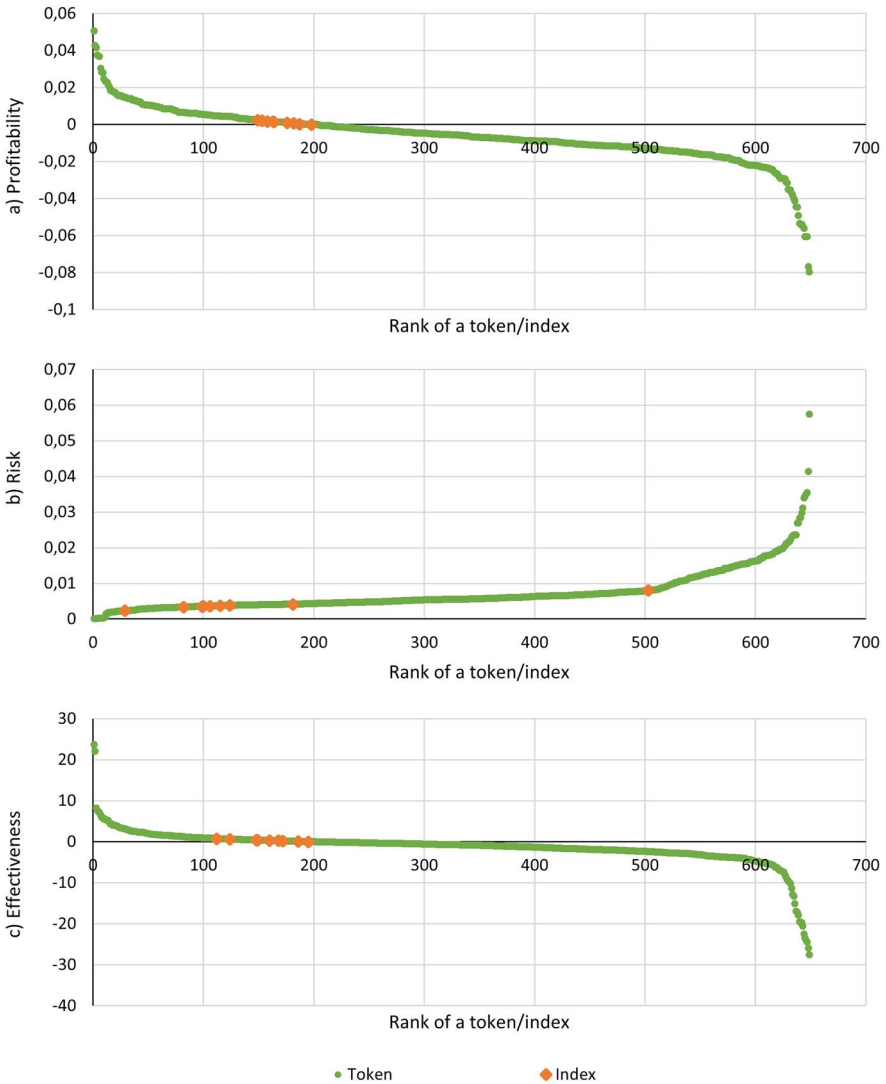 0,06
0,04
0,02
0
-0,02
-0,04
-0,06
-0,08
-0,1
0 100 200 300 400 500 600 700
a) Profitability
Rank of a token/index
0,07
0,06
0,05
0,04
0,03
0,02
0,01
0
0 100 200 300 400 500 600 700
b) Risk
Rank of a token/index
30
20
10
0
-10
-20
-30
-40
0 100 200 300 400 500 600 700
c) Effectiveness
Rank of a token/index
Token Index